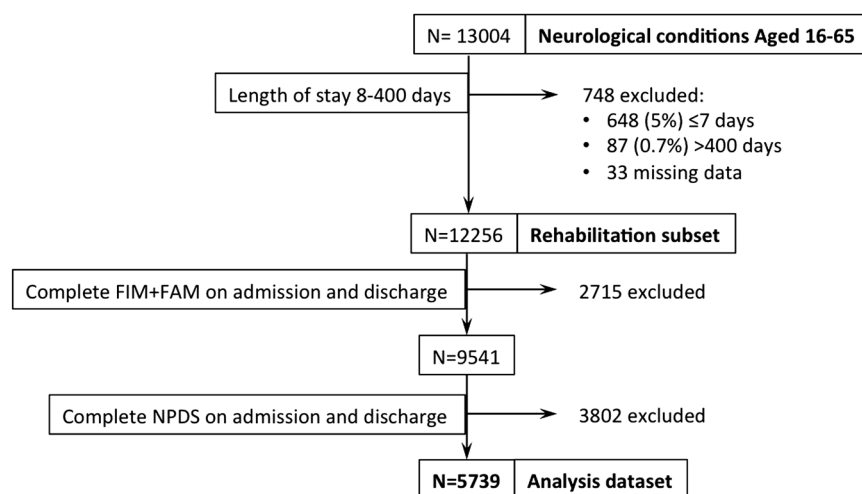 N= 13004 Neurological conditions Aged 16-65
Length of stay 8-400 days
748 excluded:
• 648 (5%) ≤7 days
• 87 (0.7%) >400 days
• 33 missing data
N=12256 Rehabilitation subset
Complete FIM+FAM on admission and discharge
2715 excluded
N=9541
Complete NPDS on admission and discharge
3802 excluded
N=5739 Analysis dataset